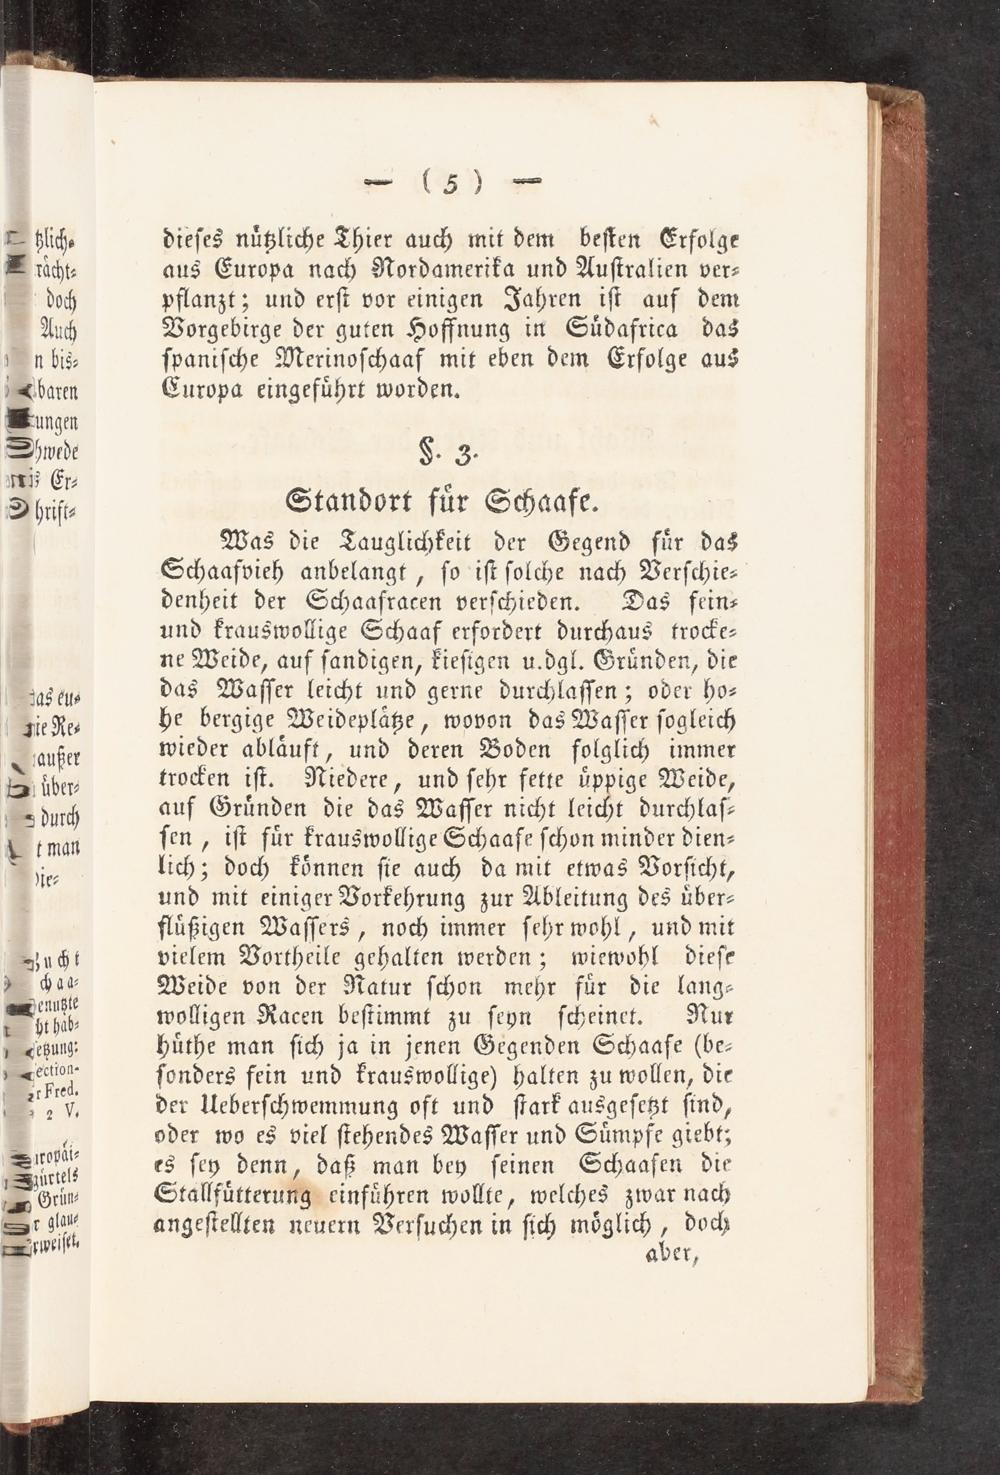 — ( 5 ) —
dieses nützliche Thier auch mit dem besten Erfolge
aus Europa nach Nordamerika und Australien ver-
pflanzt; und erst vor einigen Jahren ist auf dem
Vorgebirge der guten Hoffnung in Südafrica das
spanische Merinoschaaf mit eben dem Erfolge aus
Europa eingeführt worden.
§. 3.
Standort für Schaafe.
Was die Tauglichkeit der Gegend für das
Schaafvieh anbelangt, so ist solche nach Verschie-
denheit der Schaafracen verschieden. Das fein-
und krauswollige Schaaf erfordert durchaus trocke-
ne Weide, auf sandigen, kiesigen u.dgl. Gründen, die
das Wasser leicht und gerne durchlassen; oder ho-
he bergige Weideplätze, wovon das Wasser sogleich
wieder abläuft, und deren Boden folglich immer
trocken ist. Niedere, und sehr fette üppige Weide,
auf Gründen die das Wasser nicht leicht durchlas-
sen, ist für krauswollige Schaafe schon minder dien-
lich; doch können sie auch da mit etwas Vorsicht,
und mit einiger Vorkehrung zur Ableitung des über-
flüßigen Wassers, noch immer sehr wohl, und mit
vielem Vortheile gehalten werden; wiewohl diese
Weide von der Natur schon mehr für die lang-
wolligen Racen bestimmt zu seyn scheinet. Nur
hüthe man sich ja in jenen Gegenden Schaafe (be-
sonders fein und krauswollige) halten zu wollen, die
der Ueberschwemmung oft und stark ausgesetzt sind,
oder wo es viel stehendes Wasser und Sümpfe giebt;
es sey denn, daß man bey seinen Schaafen die
Stallfütterung einführen wollte, welches zwar nach
angestellten neuern Versuchen in sich möglich, doch
aber,